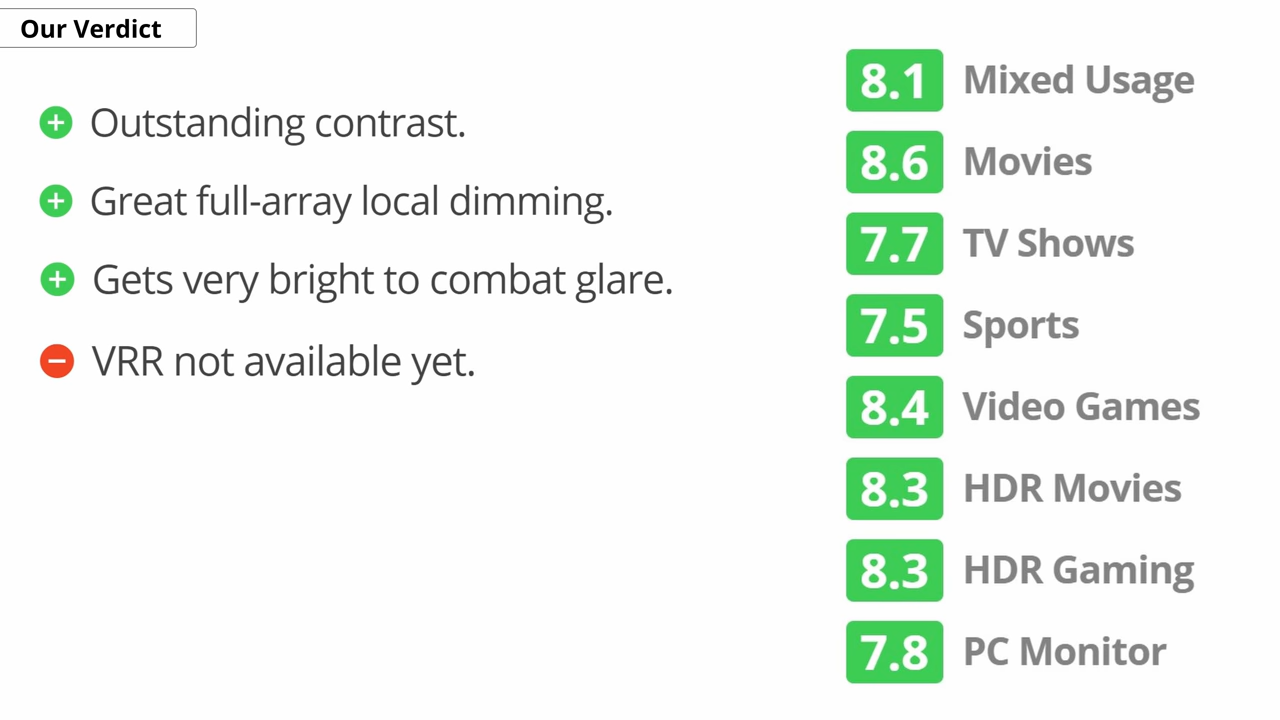 Our Verdict
Outstanding contrast.
Great full-array local dimming.
Gets very bright to combat glare.
VRR not available yet.
8.1 Mixed Usage
8.6 Movies
7.7 TV Shows
7.5 Sports
8.4 Video Games
8.3 HDR Movies
8.3 HDR Gaming
7.8 PC Monitor